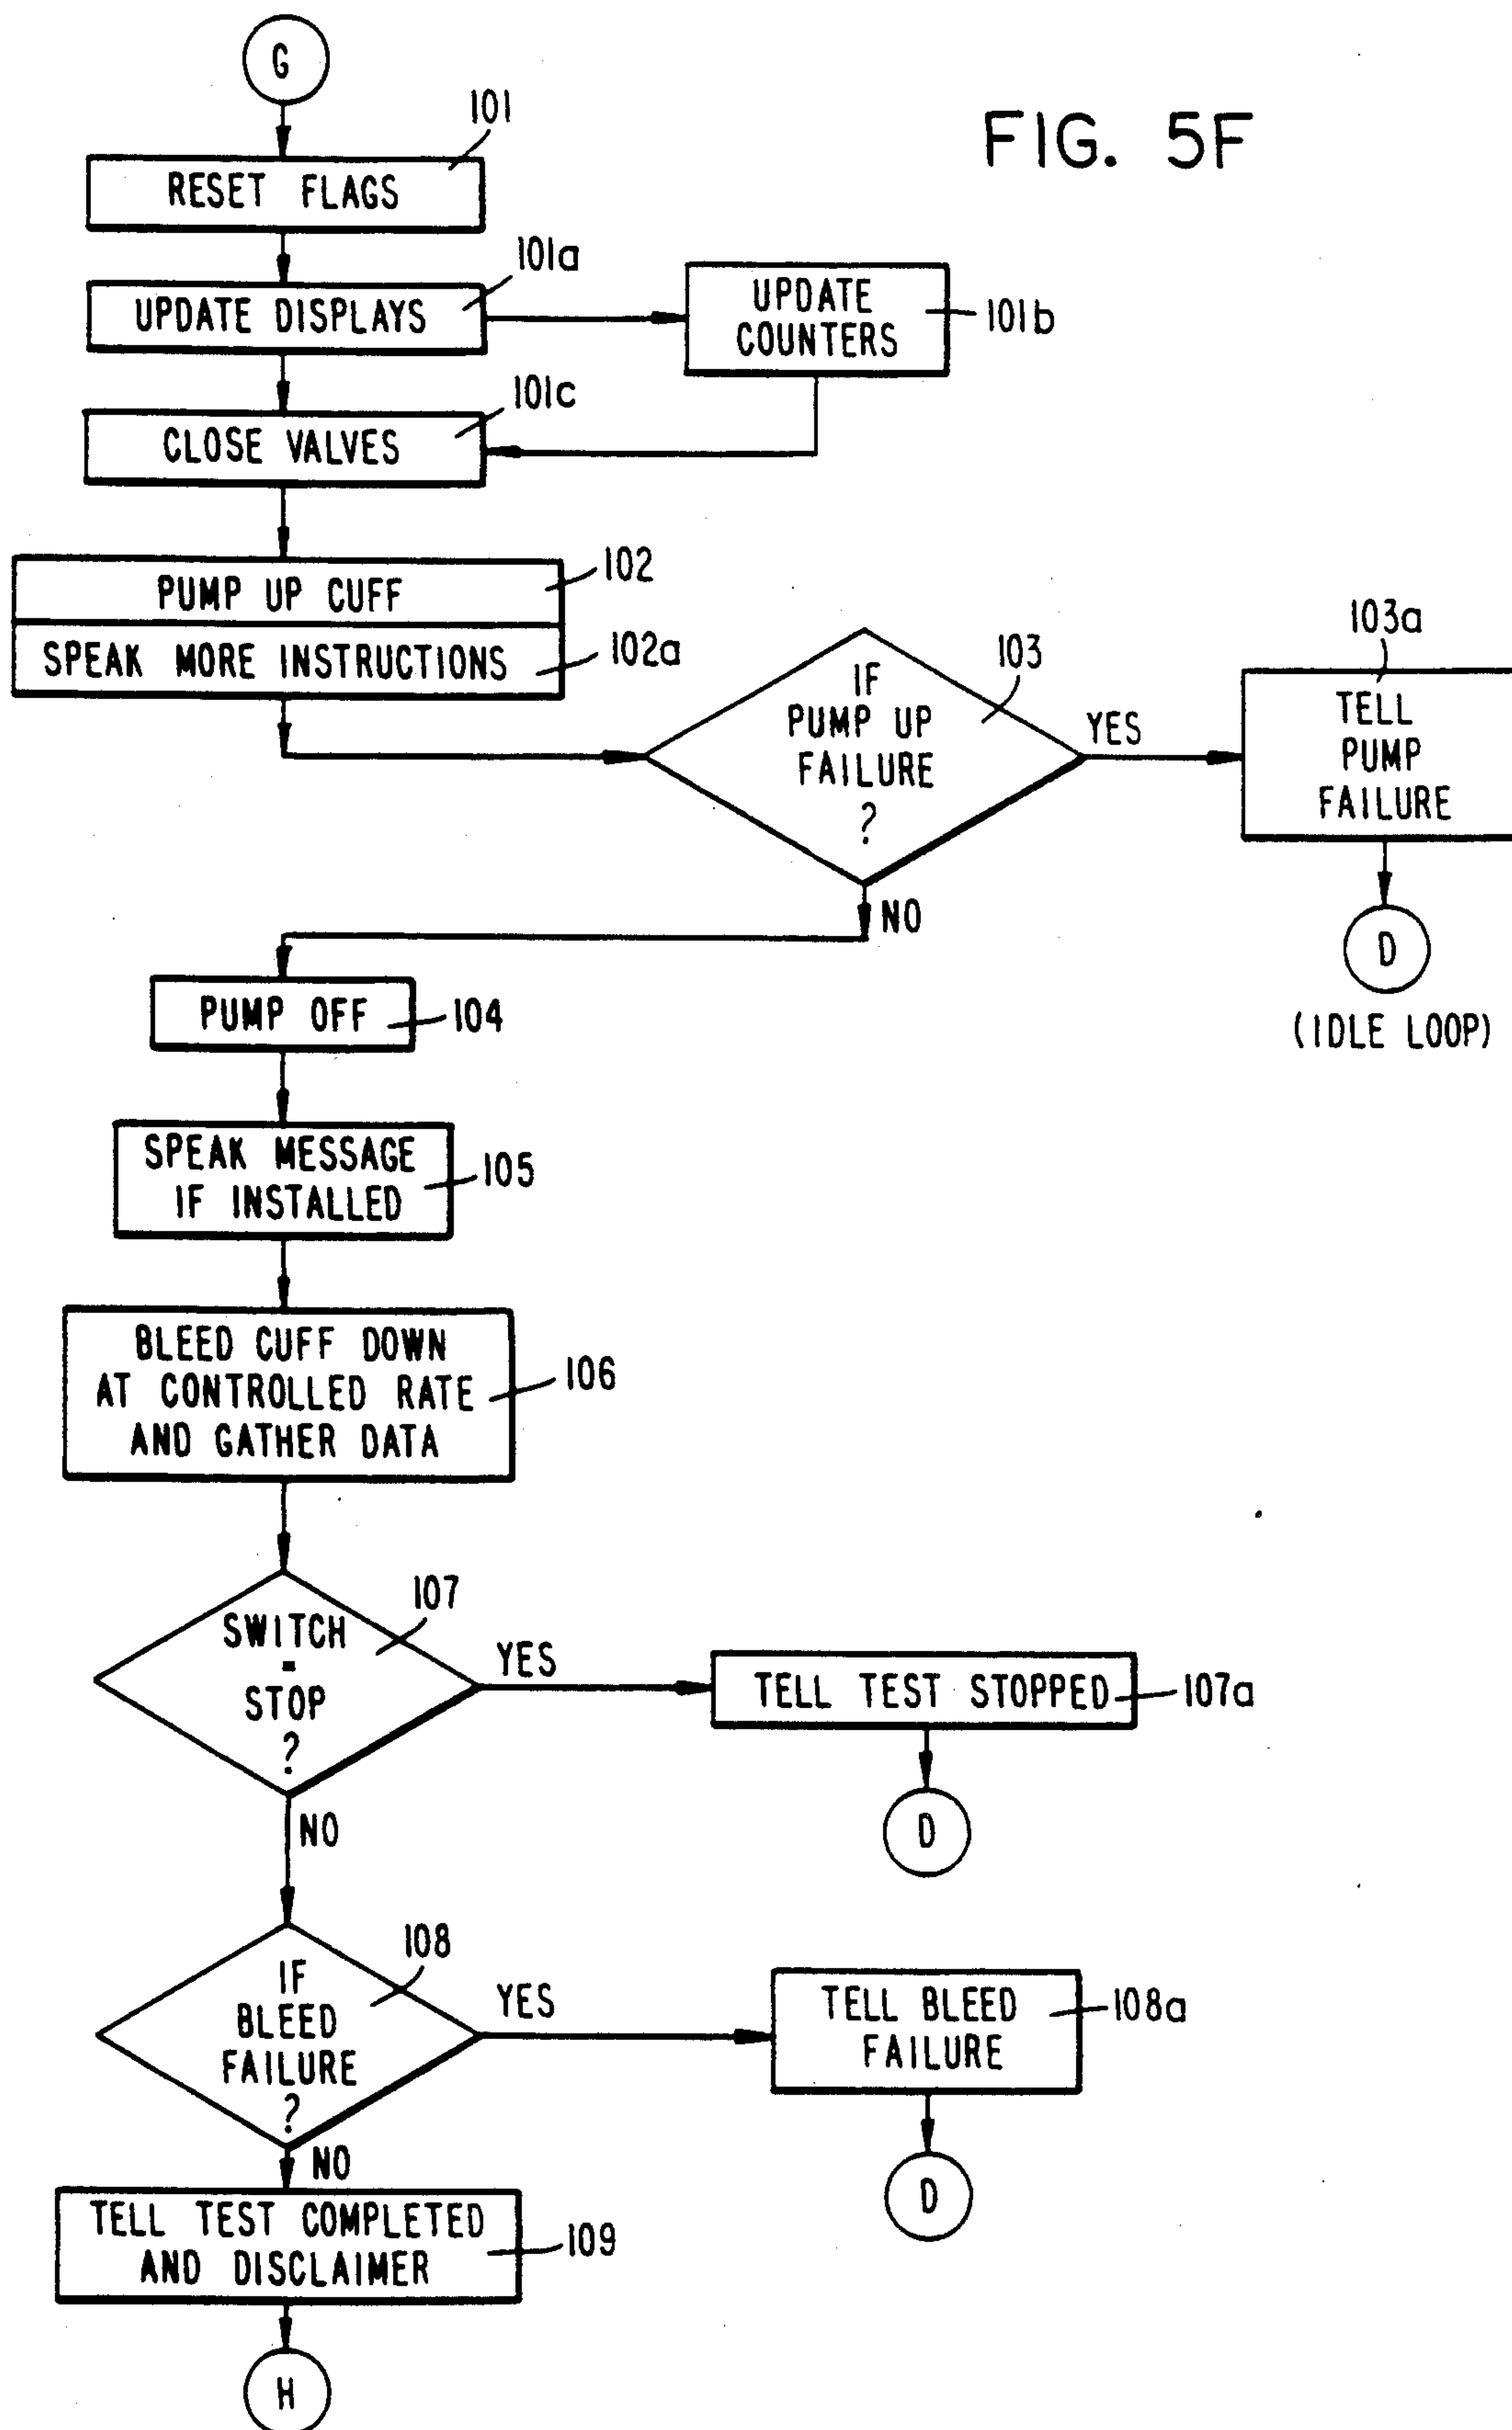 G
FIG. 5F
101
RESET FLAGS
101a
UPDATE DISPLAYS
UPDATE
COUNTERS
101b
101c
CLOSE VALVES
102
PUMP UP CUFF
SPEAK MORE INSTRUCTIONS
102a
103
IF
PUMP UP
FAILURE
?
YES
103a
TELL
PUMP
FAILURE
NO
D
(IDLE LOOP)
PUMP OFF
104
SPEAK MESSAGE
IF INSTALLED
105
BLEED CUFF DOWN
AT CONTROLLED RATE
AND GATHER DATA
106
107
SWITCH
=
STOP
?
YES
TELL TEST STOPPED
107a
D
NO
108
IF
BLEED
FAILURE
?
YES
TELL BLEED
FAILURE
108a
D
NO
TELL TEST COMPLETED
AND DISCLAIMER
109
H